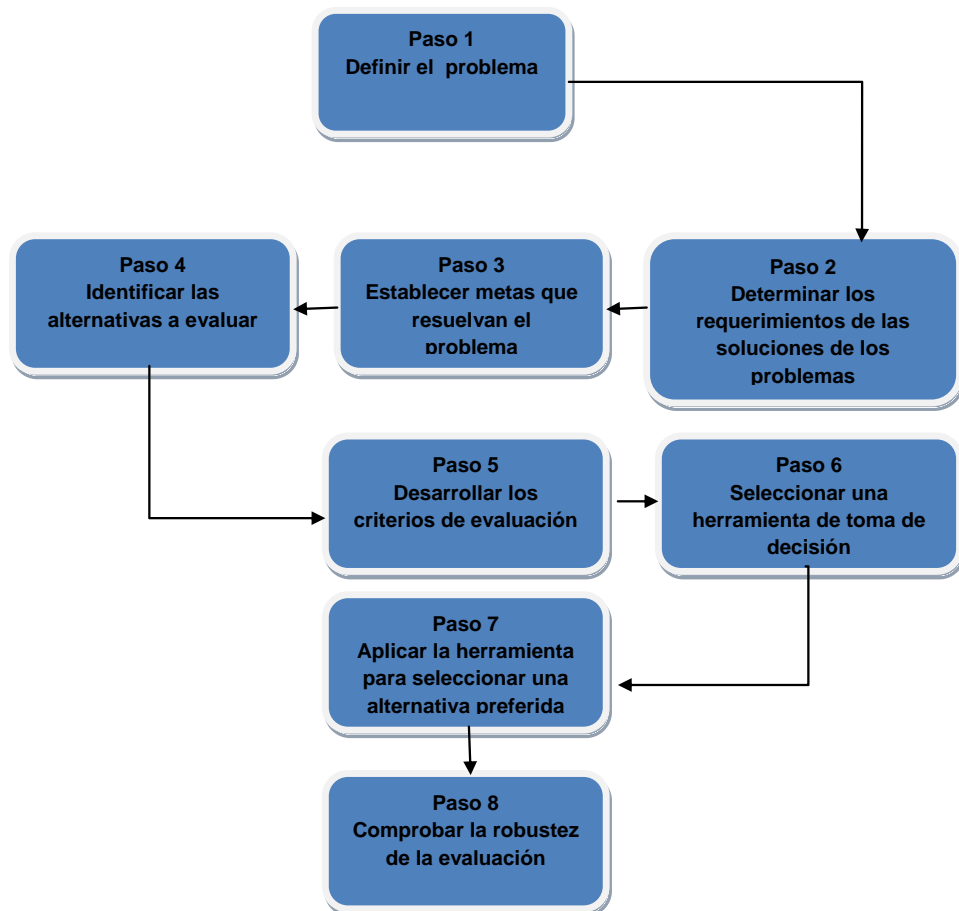 Paso 1
Definir el problema
Paso 2
Determinar los
requerimientos de las
soluciones de los
problemas
Paso 3
Establecer metas que
resuelvan el
problema
Paso 4
Identificar las
alternativas a evaluar
Paso 5
Desarrollar los
criterios de evaluación
Paso 6
Seleccionar una
herramienta de toma de
decisión
Paso 7
Aplicar la herramienta
para seleccionar una
alternativa preferida
Paso 8
Comprobar la robustez
de la evaluación